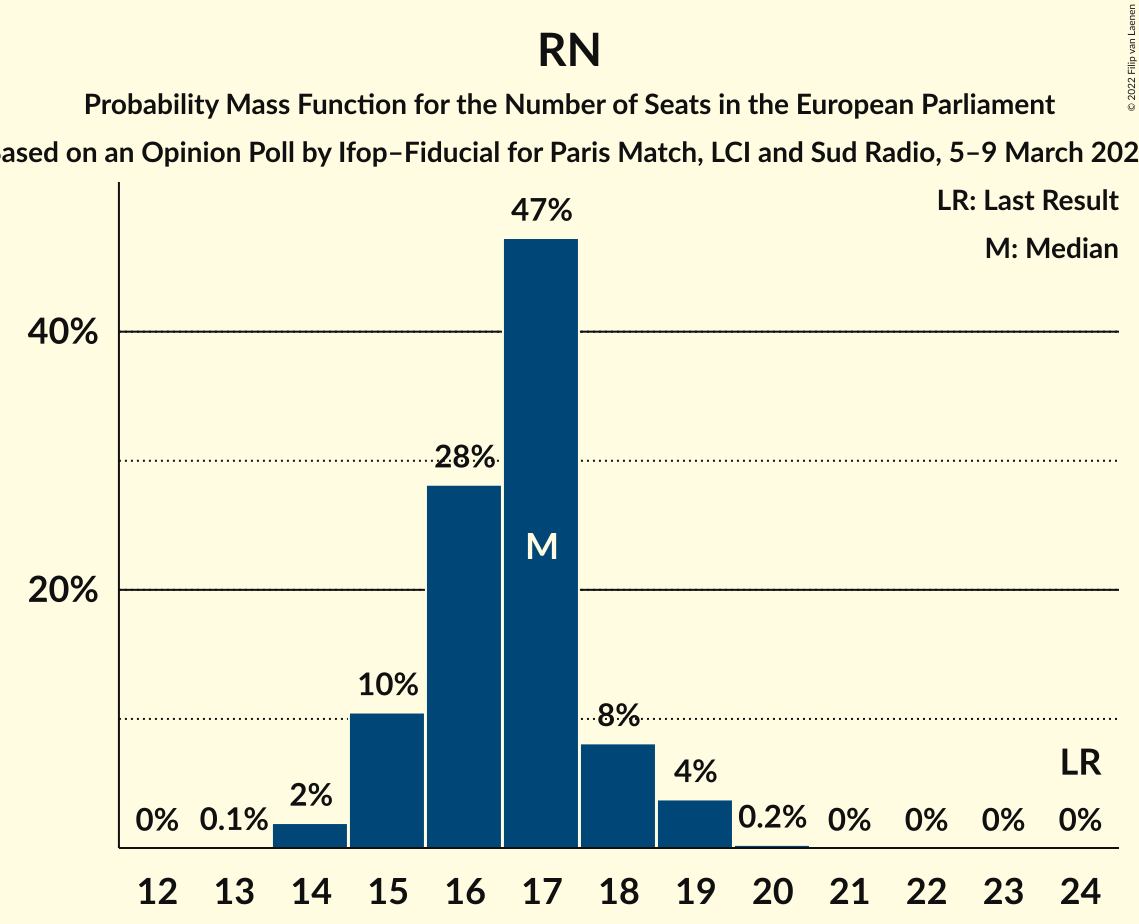 RN
Probability Mass Function for the Number of Seats in the European Parliament
on an Opinion Poll by Ifop–Fiducial for Paris Match, LCI and Sud Radio, 5–9 March
© 2022 Filip van Laenen
LR: Last Result
M: Median
47%
40%
28%
M
20%
10%
8%
LR
4%
2%
0% 0.1% 0.2% 0% 0% 0% 0%
12 13 14 15 16 17 18 19 20 21 22 23 24